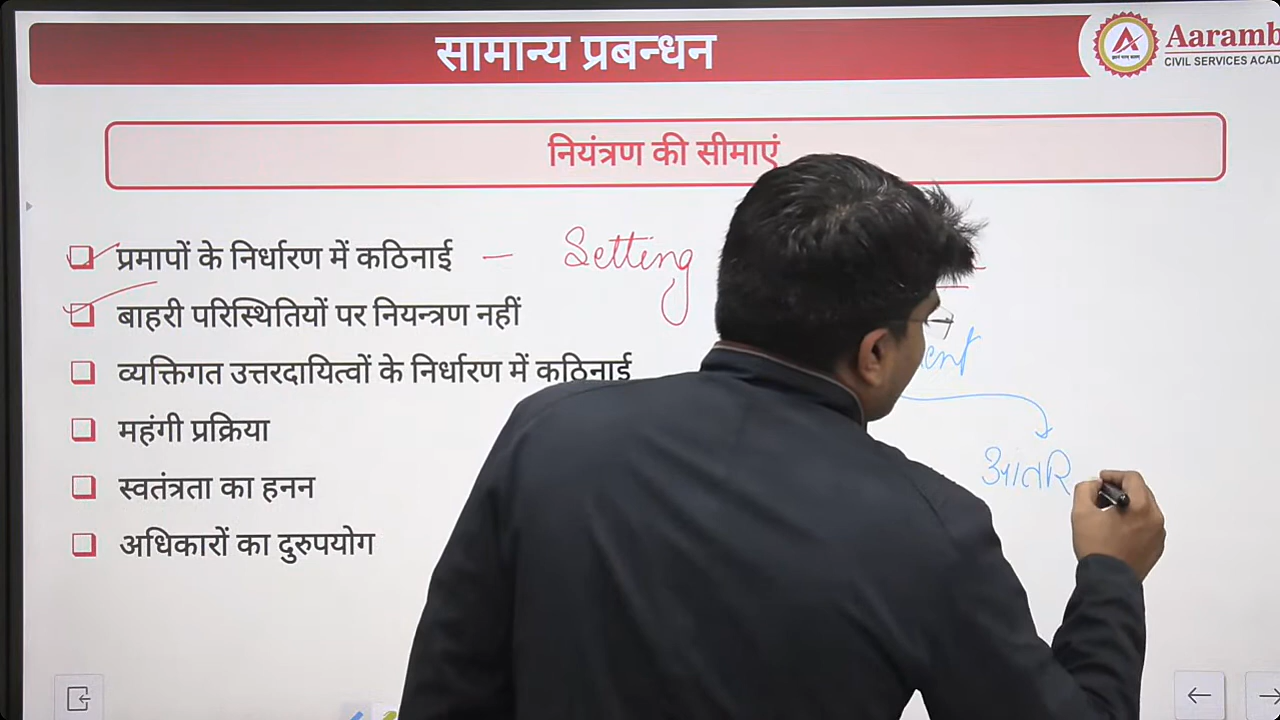 सामान्य प्रबन्धन
Aaramb
CIVIL SERVICES ACAD
नियंत्रण की सीमाएं
प्रमापों के निर्धारण में कठिनाई – Setting
बाहरी परिस्थितियों पर नियन्त्रण नहीं
व्यक्तिगत उत्तरदायित्वों के निर्धारण में कठिनाई
महंगी प्रक्रिया
आंतरि
स्वतंत्रता का हनन
अधिकारों का दुरुपयोग